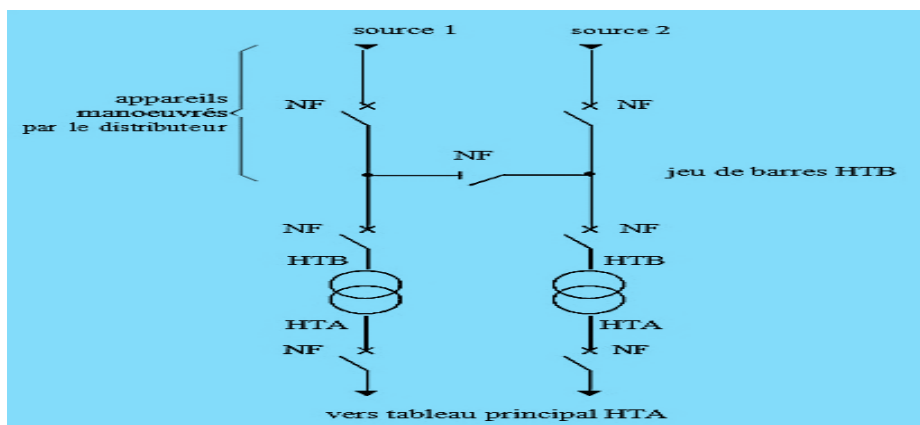 source 1
source 2
appareils
manoeuvrés
par le distributeur
NF
NF
NF
jeu de barres HTB
NF
NF
HTB
HTB
HTA
HTA
NF
NF
vers tableau principal HTA